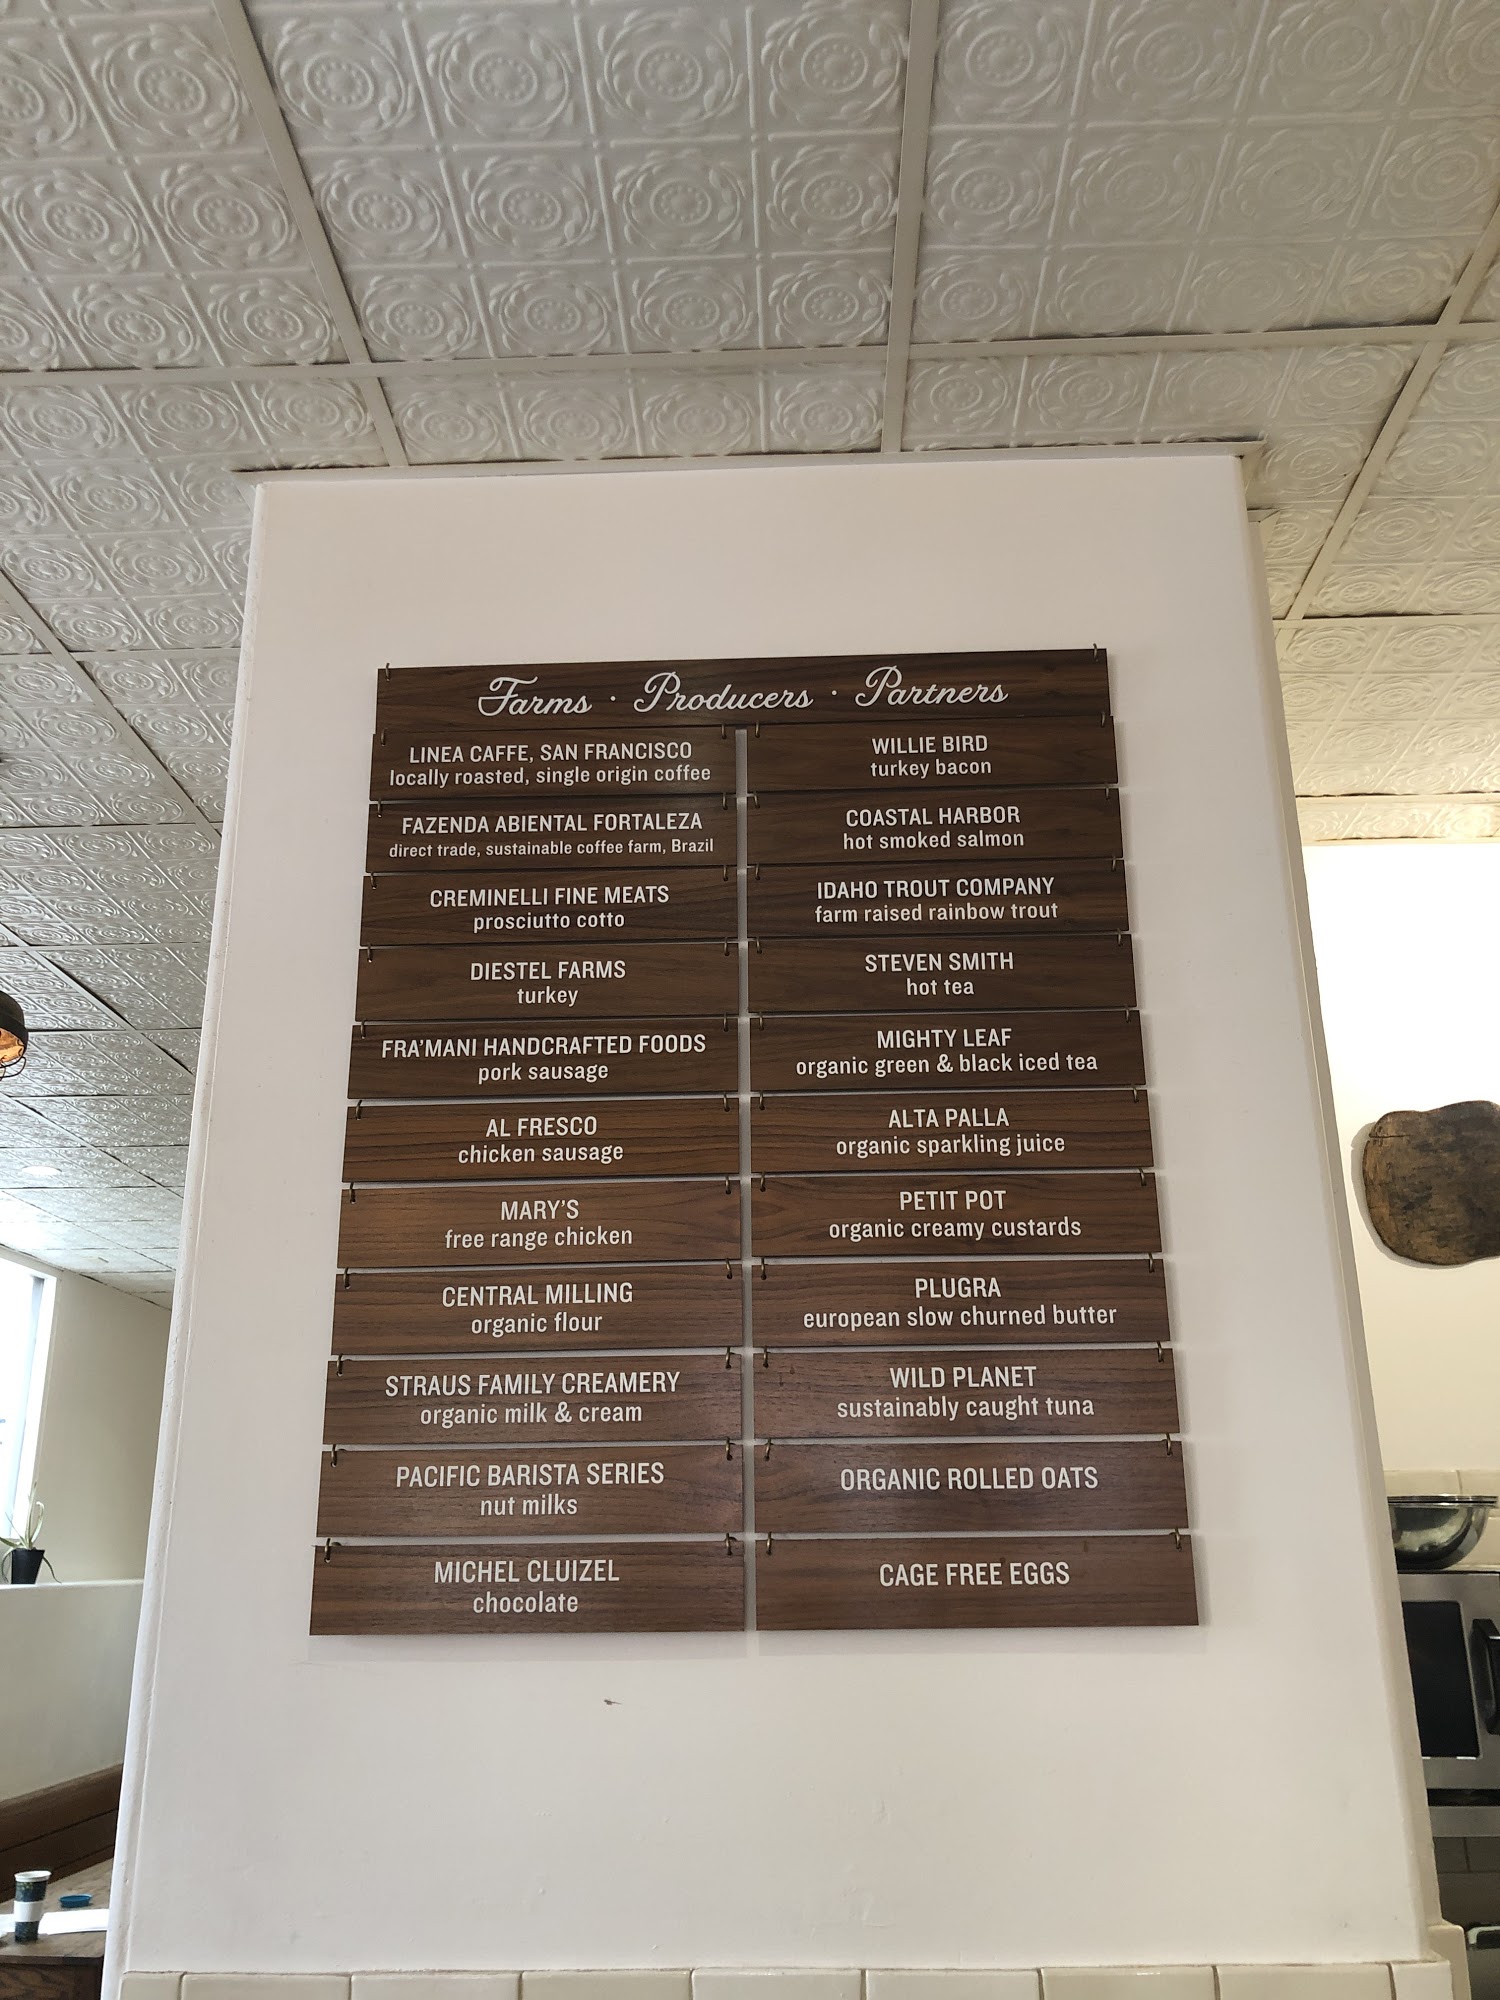 Farms · Producers · Partners
LINEA CAFFE, SAN FRANCISCO
locally roasted, single origin coffee
FAZENDA ABIENTAL FORTALEZA
direct trade, sustainable coffee farm, Brazil
CREMINELLI FINE MEATS
prosciutto cotto
DIESTEL FARMS
turkey
FRA'MANI HANDCRAFTED FOODS
pork sausage
AL FRESCO
chicken sausage
MARY'S
free range chicken
CENTRAL MILLING
organic flour
STRAUS FAMILY CREAMERY
organic milk & cream
PACIFIC BARISTA SERIES
nut milks
MICHEL CLUIZEL
chocolate
WILLIE BIRD
turkey bacon
COASTAL HARBOR
hot smoked salmon
IDAHO TROUT COMPANY
farm raised rainbow trout
STEVEN SMITH
hot tea
MIGHTY LEAF
organic green & black iced tea
ALTA PALLA
organic sparkling juice
PETIT POT
organic creamy custards
PLUGRA
european slow churned butter
WILD PLANET
sustainably caught tuna
ORGANIC ROLLED OATS
CAGE FREE EGGS